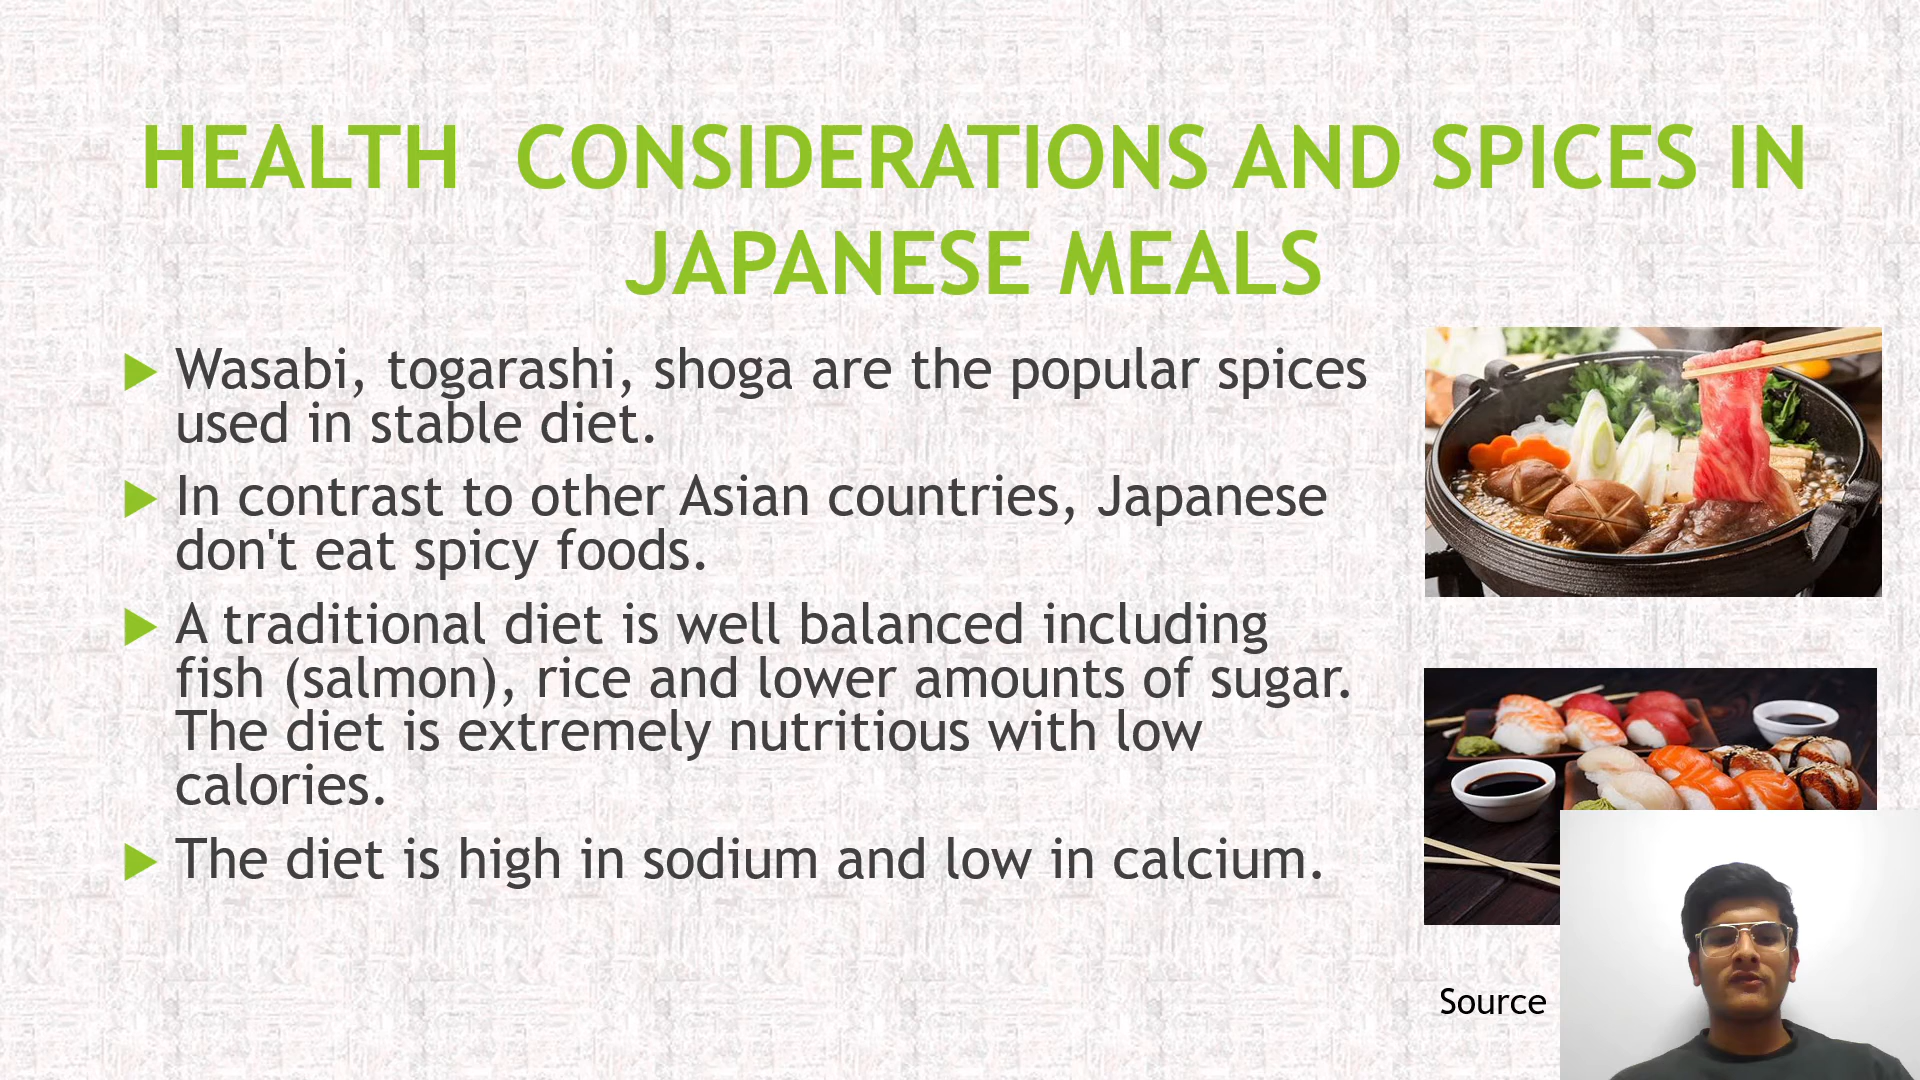 HEALTH  CONSIDERATIONS AND SPICES IN
JAPANESE MEALS
Wasabi, togarashi, shoga are the popular spices
used in stable diet.
In contrast to other Asian countries, Japanese
don't eat spicy foods.
A traditional diet is well balanced including
fish (salmon), rice and lower amounts of sugar.
The diet is extremely nutritious with low
calories.
The diet is high in sodium and low in calcium.
Source